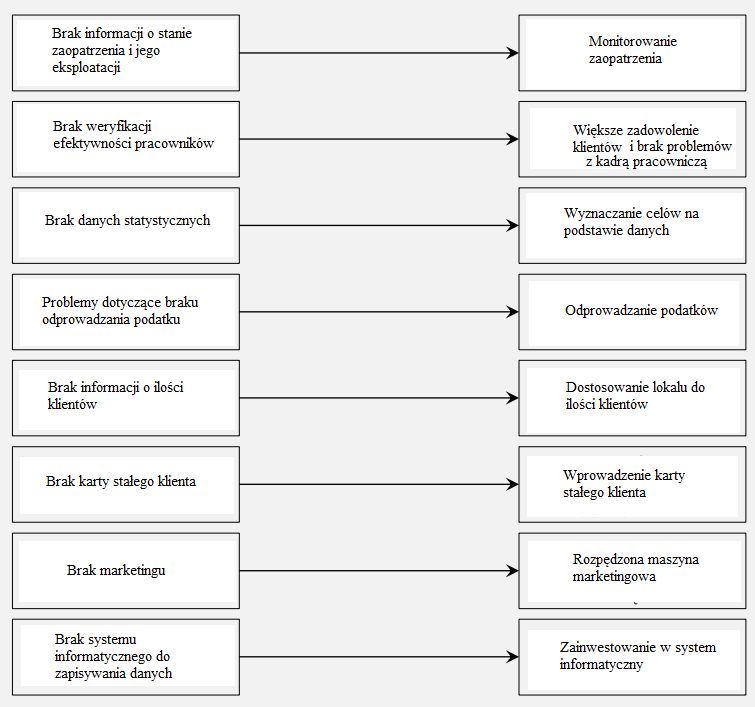 Brak informacji o stanie
zaopatrzenia i jego
eksploatacji
Monitorowanie
zaopatrzenia
Brak weryfikacji
efektywności pracowników
Większe zadowolenie
klientów i brak problemów
z kadrą pracowniczą
Brak danych statystycznych
Wyznaczanie celów na
podstawie danych
Problemy dotyczące braku
odprowadzania podatku
Odprowadzanie podatków
Brak informacji o ilości
klientów
Dostosowanie lokalu do
ilości klientów
Brak karty stałego klienta
Wprowadzenie karty
stałego klienta
Brak marketingu
Rozpędzona maszyna
marketingowa
Brak systemu
informatycznego do
zapisywania danych
Zainwestowanie w system
informatyczny